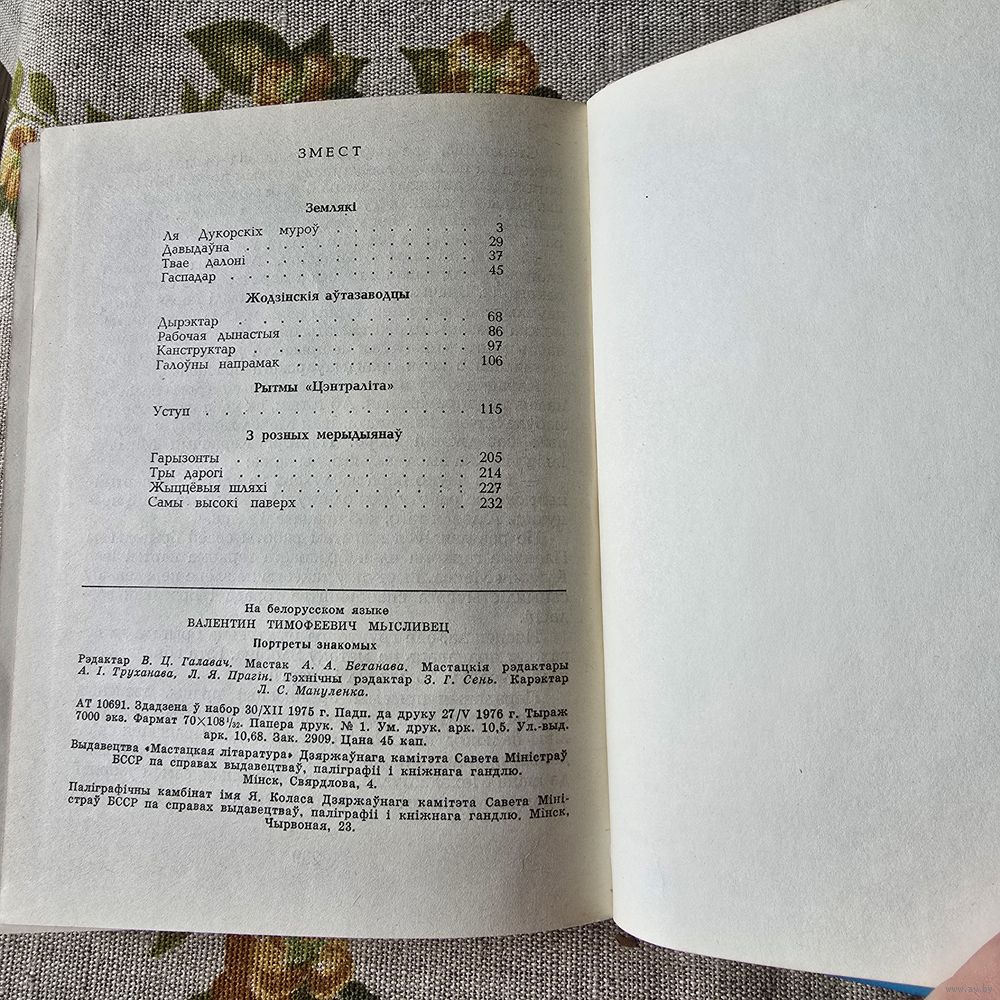 ЗМЕСТ
Землякі
Ля Дукорскіх муроў . . . . . . . . 3
Давыдаўна . . . . . . . . . . . 29
Твае далоні . . . . . . . . . . . 37
Гаспадар . . . . . . . . . . . . 45
Жодзінскія аўтазаводцы
Дырэктар . . . . . . . . . . . . 68
Рабочая дынастыя . . . . . . . . . 86
Канструктар . . . . . . . . . . . 97
Галоўны напрамак . . . . . . . . . 106
Рытмы «Цэнтраліта»
Уступ . . . . . . . . . . . . . 115
З розных мерыдыянаў
Гарызонты . . . . . . . . . . . 205
Тры дарогі . . . . . . . . . . . 214
Жыццёвыя шляхі . . . . . . . . . 227
Самы высокі паверх . . . . . . . . 232
На белорусском языке
ВАЛЕНТИН ТИМОФЕЕВИЧ МЫСЛИВЕЦ
Портреты знакомых
Рэдактар В. Ц. Галавач. Мастак А. А. Бетанава. Мастацкія рэдактары
А. І. Труханава, Л. Я. Прагін. Тэхнічны рэдактар З. Г. Сень. Карэктар
Л. С. Мануленка.
АТ 10691. Здадзена ў набор 30/XII 1975 г. Падп. да друку 27/V 1976 г. Тыраж
7000 экз. Фармат 70×108¹/₃₂. Папера друк. № 1. Ум. друк. арк. 10,5. Ул.-выд.
арк. 10,68. Зак. 2909. Цана 45 кап.
Выдавецтва «Мастацкая літаратура» Дзяржаўнага камітэта Савета Міністраў
БССР па справах выдавецтваў, паліграфіі і кніжнага гандлю.
Мінск, Свярдлова, 4.
Паліграфічны камбінат імя Я. Коласа Дзяржаўнага камітэта Савета Міні-
страў БССР па справах выдавецтваў, паліграфіі і кніжнага гандлю. Мінск,
Чырвоная, 23.
www.ay.by